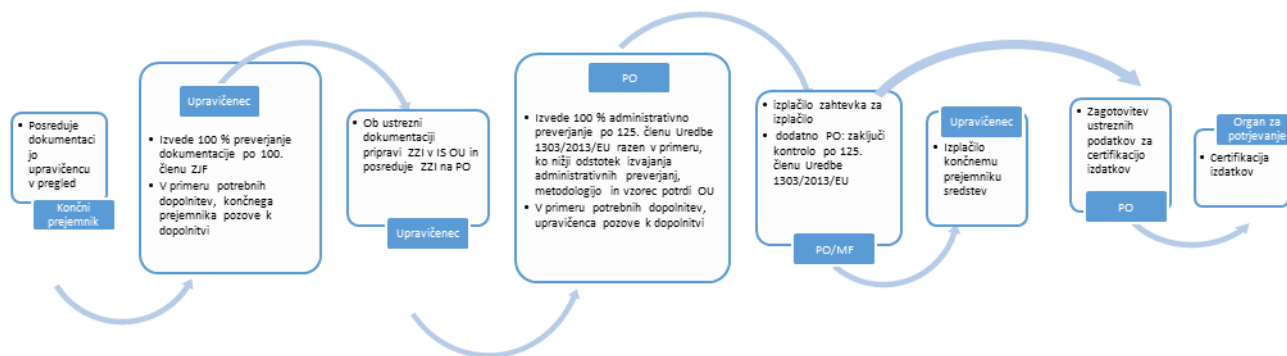 • Posreduje
dokumentaci
jo
upravičencu
v pregled
Končni
prejemnik
Upravičenec
• Izvede 100 % preverjanje
dokumentacije po 100.
členu ZJF
• V primeru potrebnih
dopolnitev, končnega
prejemnika pozove k
dopolnitvi
• Ob ustrezni
dokumentaciji
pripravi ZZI v IS OU in
posreduje ZZI na PO
Upravičenec
PO
• Izvede 100 % administrativno
preverjanje po 125. členu Uredbe
1303/2013/EU razen v primeru,
ko nižji odstotek izvajanja
administrativnih preverjanj,
metodologijo in vzorec potrdi OU
• V primeru potrebnih dopolnitev,
upravičenca pozove k dopolnitvi
• izplačilo zahtevka za
izplačilo
• dodatno PO: zaključi
kontrolo po 125.
členu Uredbe
1303/2013/EU
PO/MF
Upravičenec
• Izplačilo
končnemu
prejemniku
sredstev
• Zagotovitev
ustreznih
podatkov za
certifikacijo
izdatkov
PO
Organ za
potrjevanje
• Certifikacija
izdatkov